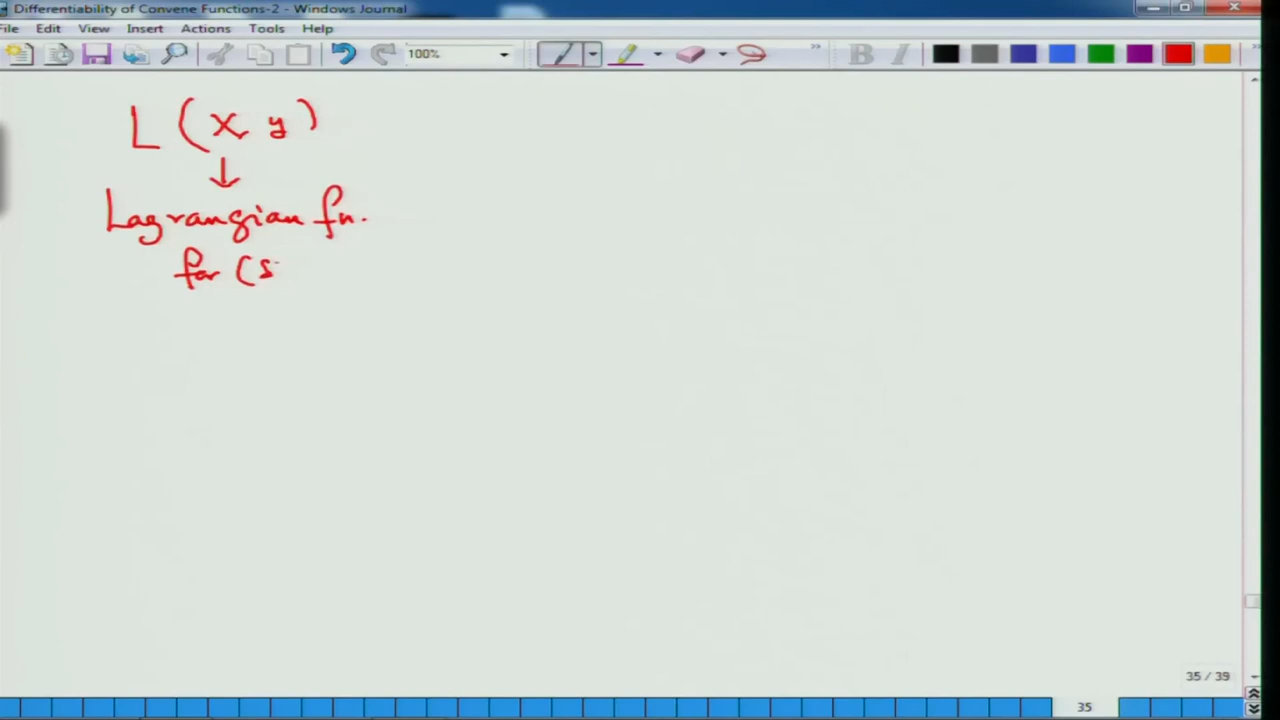 Differentiability of Convene Functions-2 - Windows Journal
File Edit View Insert Actions Tools Help
100%
L (x, y)
↓
Lagrangian fn.
for (s
35 / 39
35